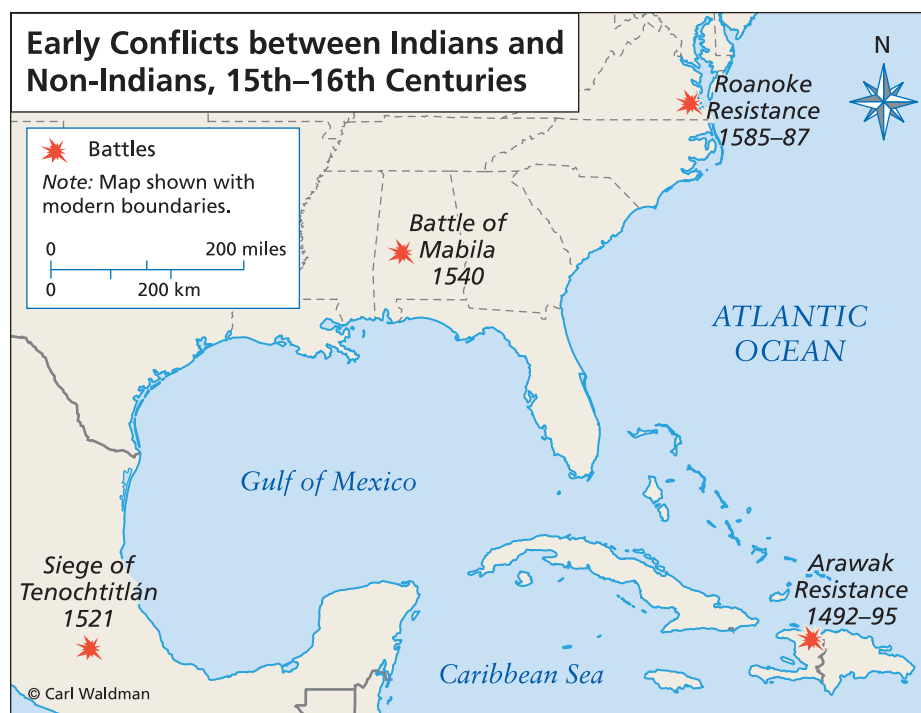 Early Conflicts between Indians and
Non-Indians, 15th–16th Centuries
Battles
Note: Map shown with
modern boundaries.
0 200 miles
0 200 km
N
Roanoke
Resistance
1585–87
Battle of
Mabila
1540
ATLANTIC
OCEAN
Gulf of Mexico
Siege of
Tenochtitlán
1521
Arawak
Resistance
1492–95
Caribbean Sea
© Carl Waldman